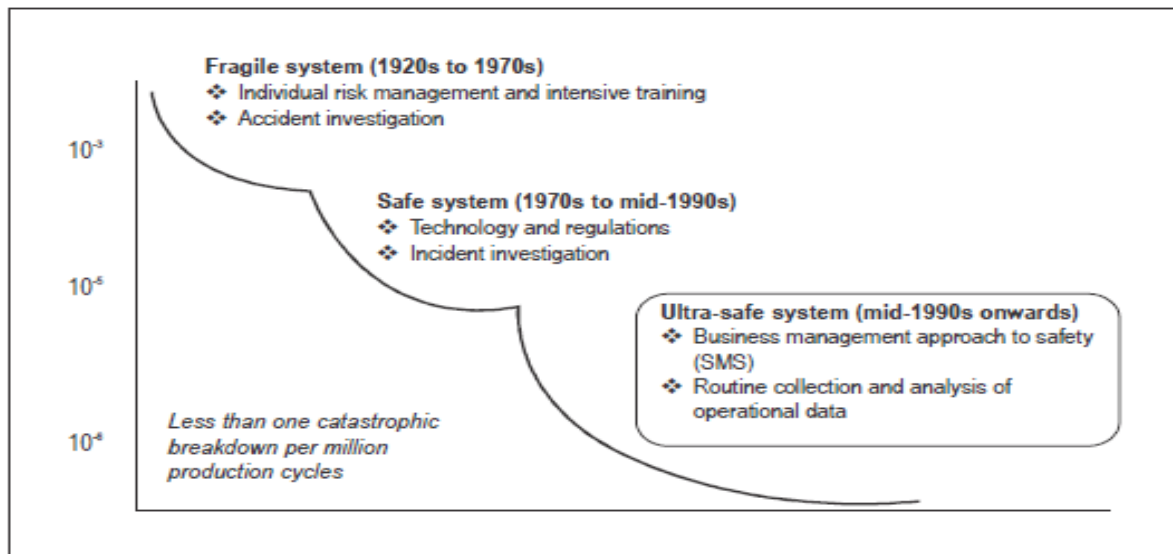 Fragile system (1920s to 1970s)
❖ Individual risk management and intensive training
❖ Accident investigation
10⁻³
Safe system (1970s to mid-1990s)
❖ Technology and regulations
❖ Incident investigation
10⁻⁵
Ultra-safe system (mid-1990s onwards)
❖ Business management approach to safety
(SMS)
❖ Routine collection and analysis of
operational data
Less than one catastrophic
breakdown per million
production cycles
10⁻⁶